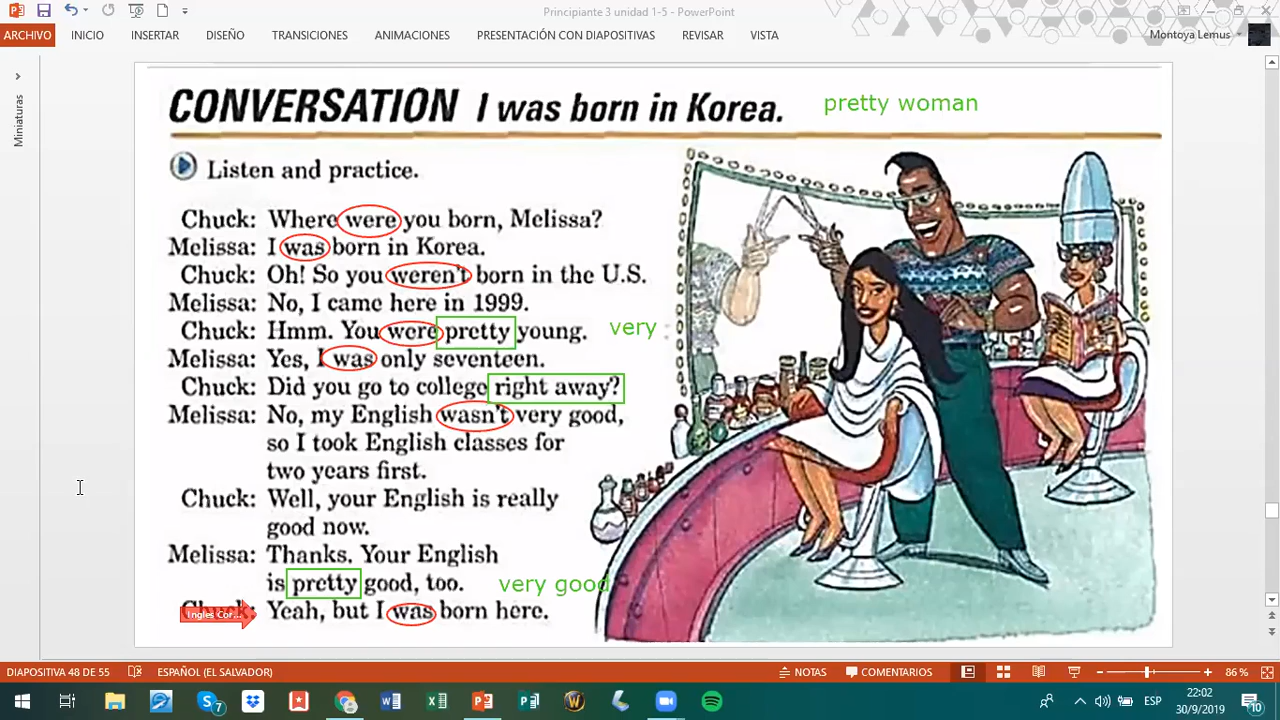 Principiante 3 unidad 1-5 - PowerPoint
ARCHIVO INICIO INSERTAR DISEÑO TRANSICIONES ANIMACIONES PRESENTACIÓN CON DIAPOSITIVAS REVISAR VISTA Montoya Lemus
Miniaturas
CONVERSATION I was born in Korea. pretty woman
Listen and practice.
Chuck: Where were you born, Melissa?
Melissa: I was born in Korea.
Chuck: Oh! So you weren't born in the U.S.
Melissa: No, I came here in 1999.
Chuck: Hmm. You were pretty young. very
Melissa: Yes, I was only seventeen.
Chuck: Did you go to college right away?
Melissa: No, my English wasn't very good,
so I took English classes for
two years first.
Chuck: Well, your English is really
good now.
Melissa: Thanks. Your English
is pretty good, too. very good
Chuck: Yeah, but I was born here.
Ingles Cor...
DIAPOSITIVA 48 DE 55 ESPAÑOL (EL SALVADOR) NOTAS COMENTARIOS 86 %
7 ESP 22:02
30/9/2019 10